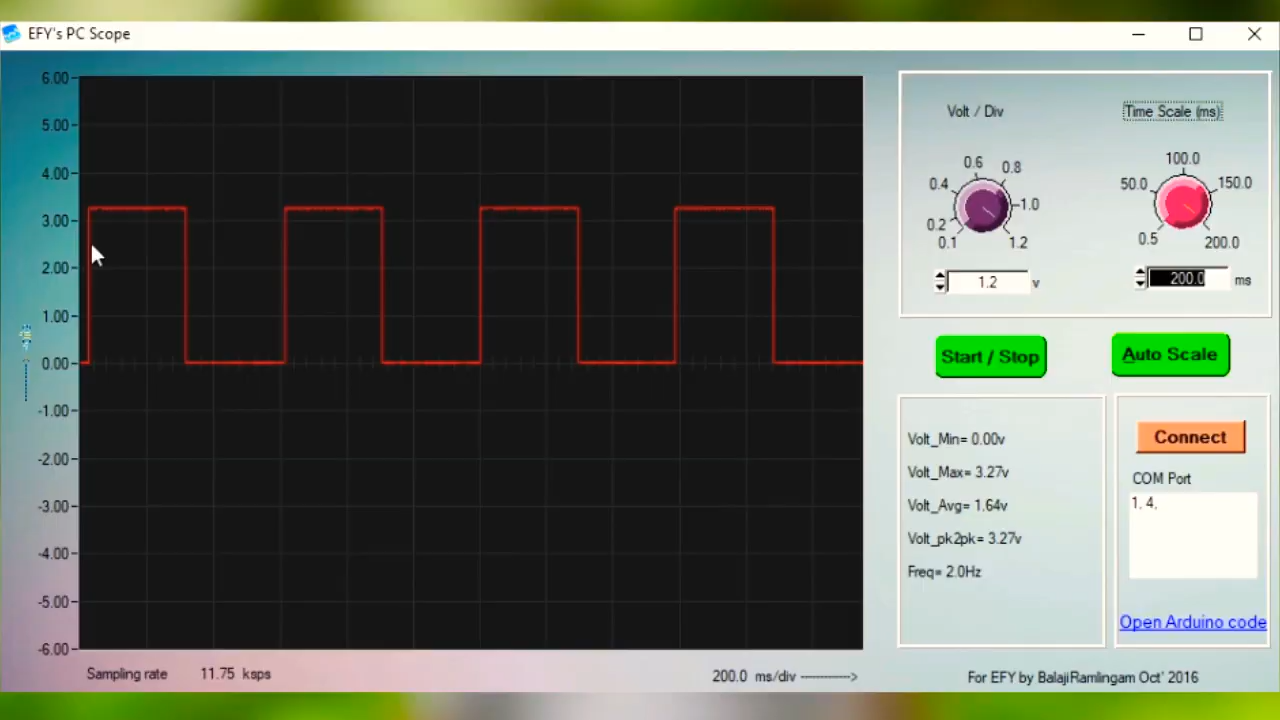 EFY's PC Scope
6.00
5.00
4.00
3.00
2.00
1.00
0.00
-1.00
-2.00
-3.00
-4.00
-5.00
-6.00
Sampling rate 11.75 ksps
200.0 ms/div ---------->
Volt / Div
0.1
0.2
0.4
0.6
0.8
1.0
1.2
1.2 v
Time Scale (ms)
0.5
50.0
100.0
150.0
200.0
200.0 ms
Start / Stop
Auto Scale
Volt_Min= 0.00v
Volt_Max= 3.27v
Volt_Avg= 1.64v
Volt_pk2pk= 3.27v
Freq= 2.0Hz
Connect
COM Port
1. 4.
Open Arduino code
For EFY by BalajiRamlingam Oct' 2016